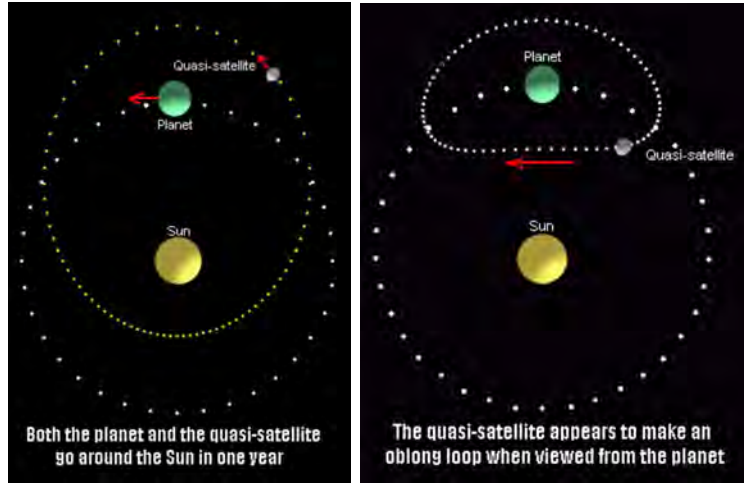 Quasi-satellite
Planet
Sun
Both the planet and the quasi-satellite
go around the Sun in one year
Planet
Quasi-satellite
Sun
The quasi-satellite appears to make an
oblong loop when viewed from the planet